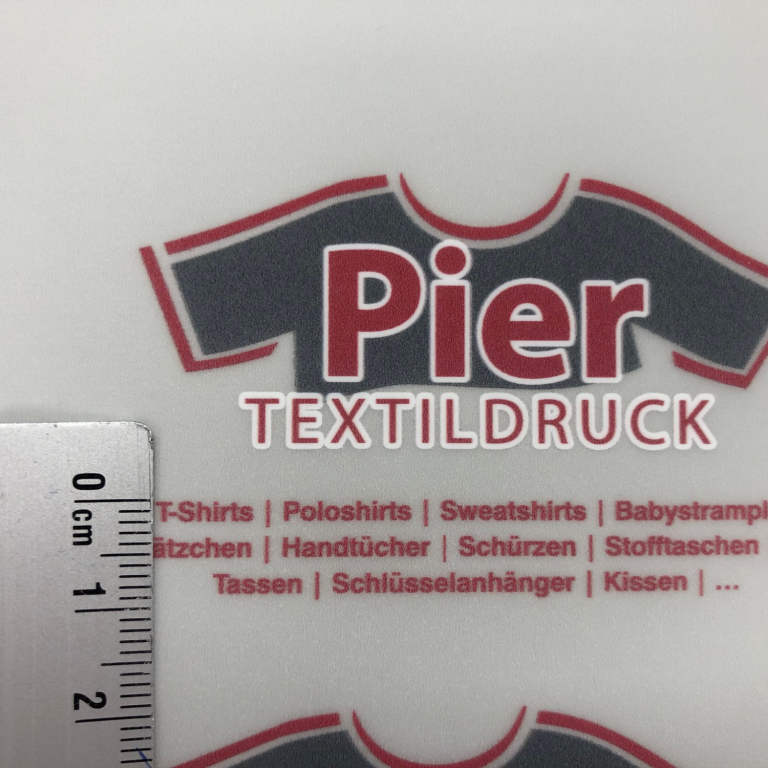 Pier
TEXTILDRUCK
T-Shirts | Poloshirts | Sweatshirts |
Handtücher | Schürzen | Stofftaschen
Tassen | Schlüsselanhänger | Kissen | ...
0 cm
1
2